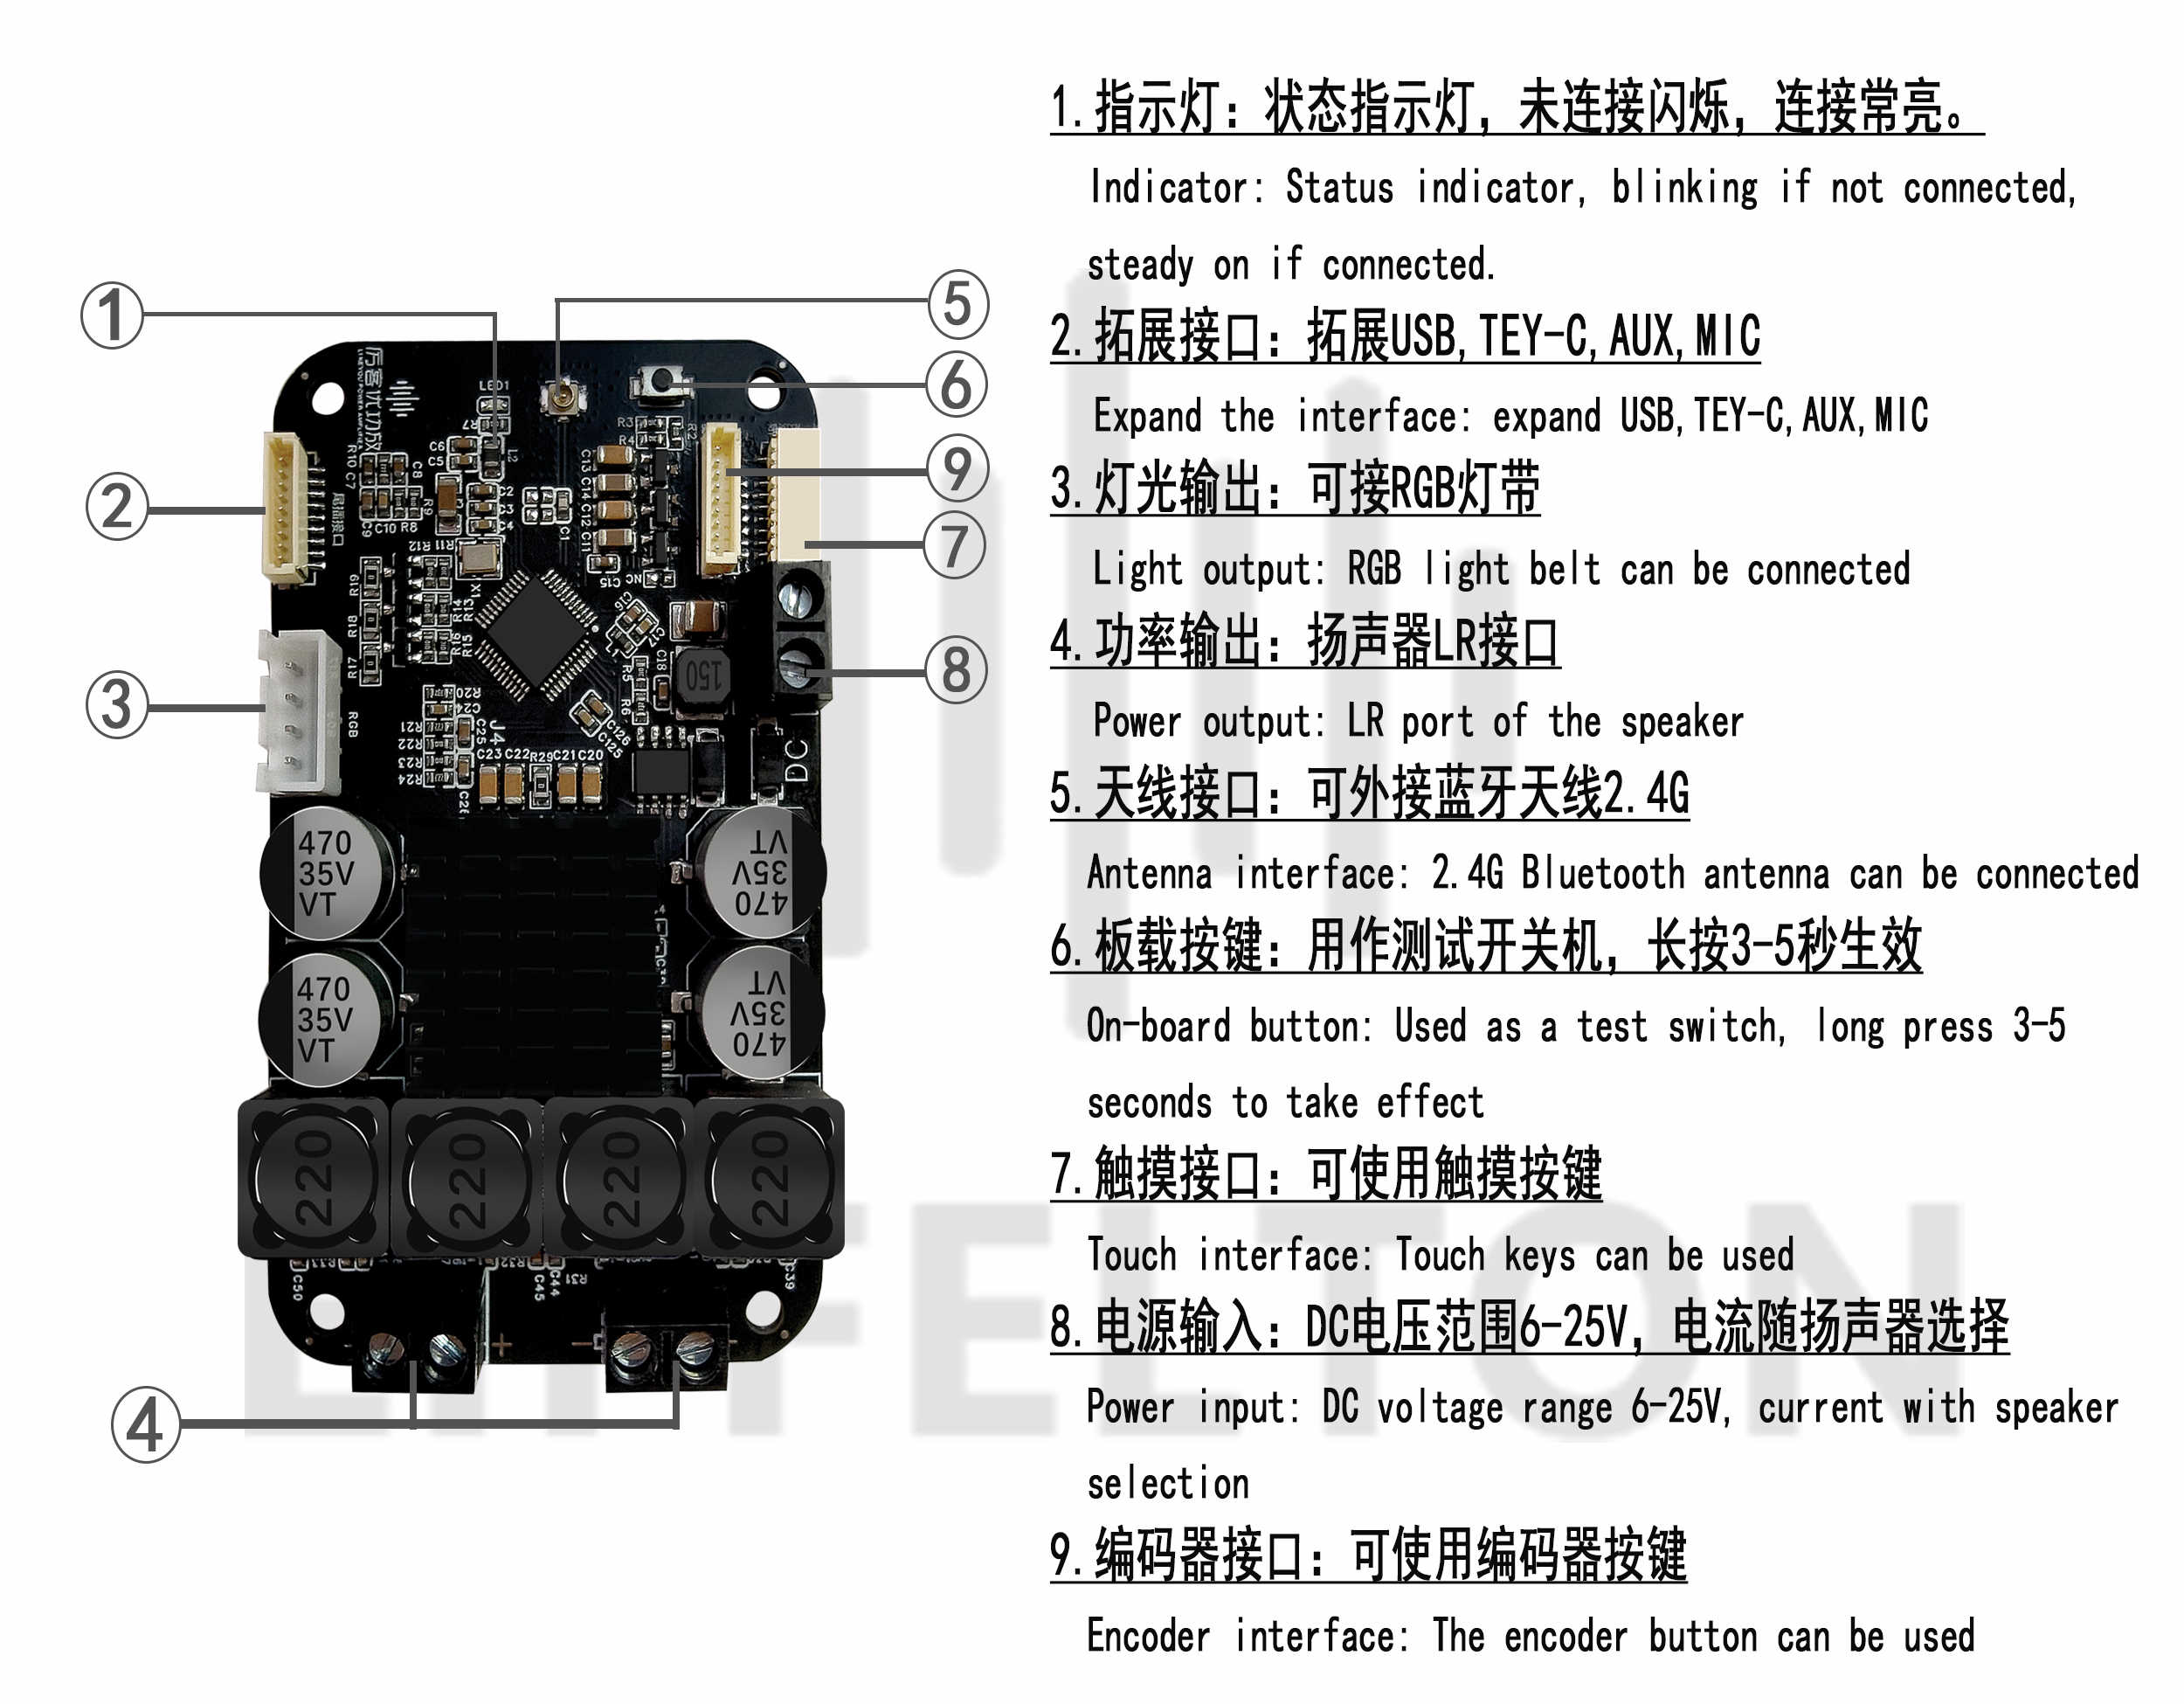 1.指示灯：状态指示灯，未连接闪烁，连接常亮。
Indicator: Status indicator, blinking if not connected,
steady on if connected.
2.拓展接口：拓展USB,TEY-C,AUX,MIC
Expand the interface: expand USB,TEY-C,AUX,MIC
3.灯光输出：可接RGB灯带
Light output: RGB light belt can be connected
4.功率输出：扬声器LR接口
Power output: LR port of the speaker
5.天线接口：可外接蓝牙天线2.4G
Antenna interface: 2.4G Bluetooth antenna can be connected
6.板载按键：用作测试开关机，长按3-5秒生效
On-board button: Used as a test switch, long press 3-5
seconds to take effect
7.触摸接口：可使用触摸按键
Touch interface: Touch keys can be used
8.电源输入：DC电压范围6-25V，电流随扬声器选择
Power input: DC voltage range 6-25V, current with speaker
selection
9.编码器接口：可使用编码器按键
Encoder interface: The encoder button can be used
1
2
3
4
5
6
9
7
8
LED1
R7
C6
C5
L2
C2
C3
C4
C1
R3
R4
R2
C13
C14
C12
C11
C15
NC
R10
C7
C8
C9
C10
R8
R9
R12
R11
X1
R19
R18
R17
R14
R13
R16
R15
C16
C17
C18
R5
R6
150
RGB
R20
C24
R21
R22
R23
R24
C25
J4
C23
C22
R29
C21
C20
C126
C125
DC
470
35V
VT
470
35V
VT
470
35V
VT
470
35V
VT
220
220
220
220
C50
R32
C45
C44
R31
C39
+
-